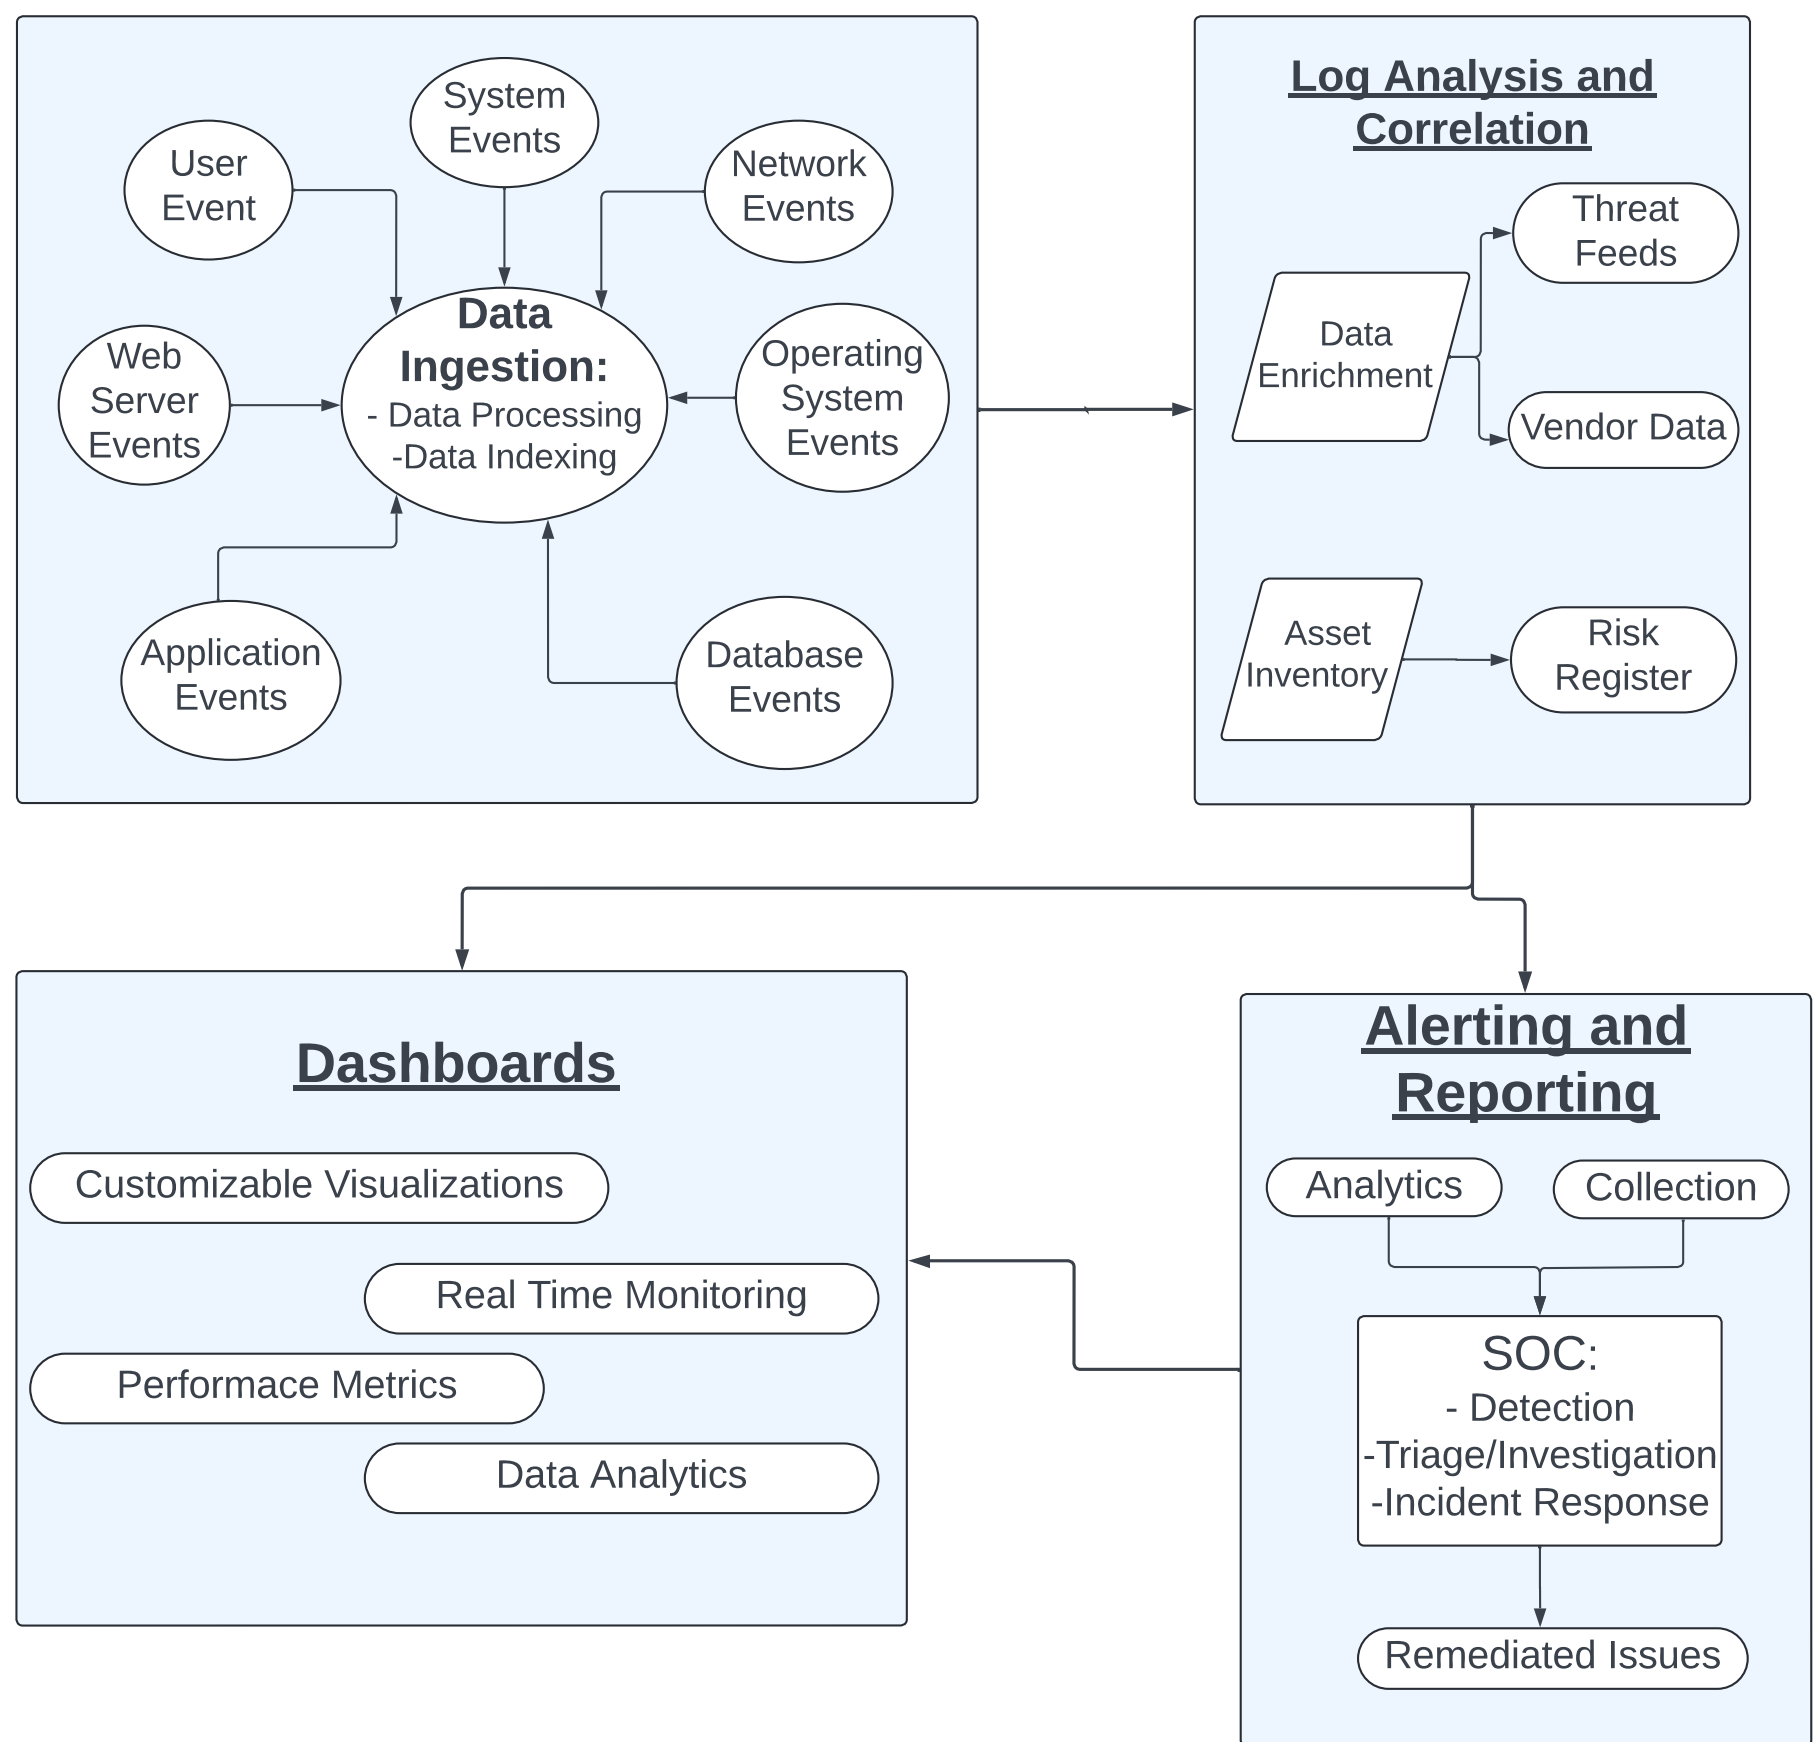 System
Events
User
Event
Network
Events
Data
Ingestion:
- Data Processing
-Data Indexing
Web
Server
Events
Operating
System
Events
Application
Events
Database
Events
Log Analysis and
Correlation
Threat
Feeds
Data
Enrichment
Vendor Data
Asset
Inventory
Risk
Register
Dashboards
Customizable Visualizations
Real Time Monitoring
Performace Metrics
Data Analytics
Alerting and
Reporting
Analytics
Collection
SOC:
- Detection
-Triage/Investigation
-Incident Response
Remediated Issues